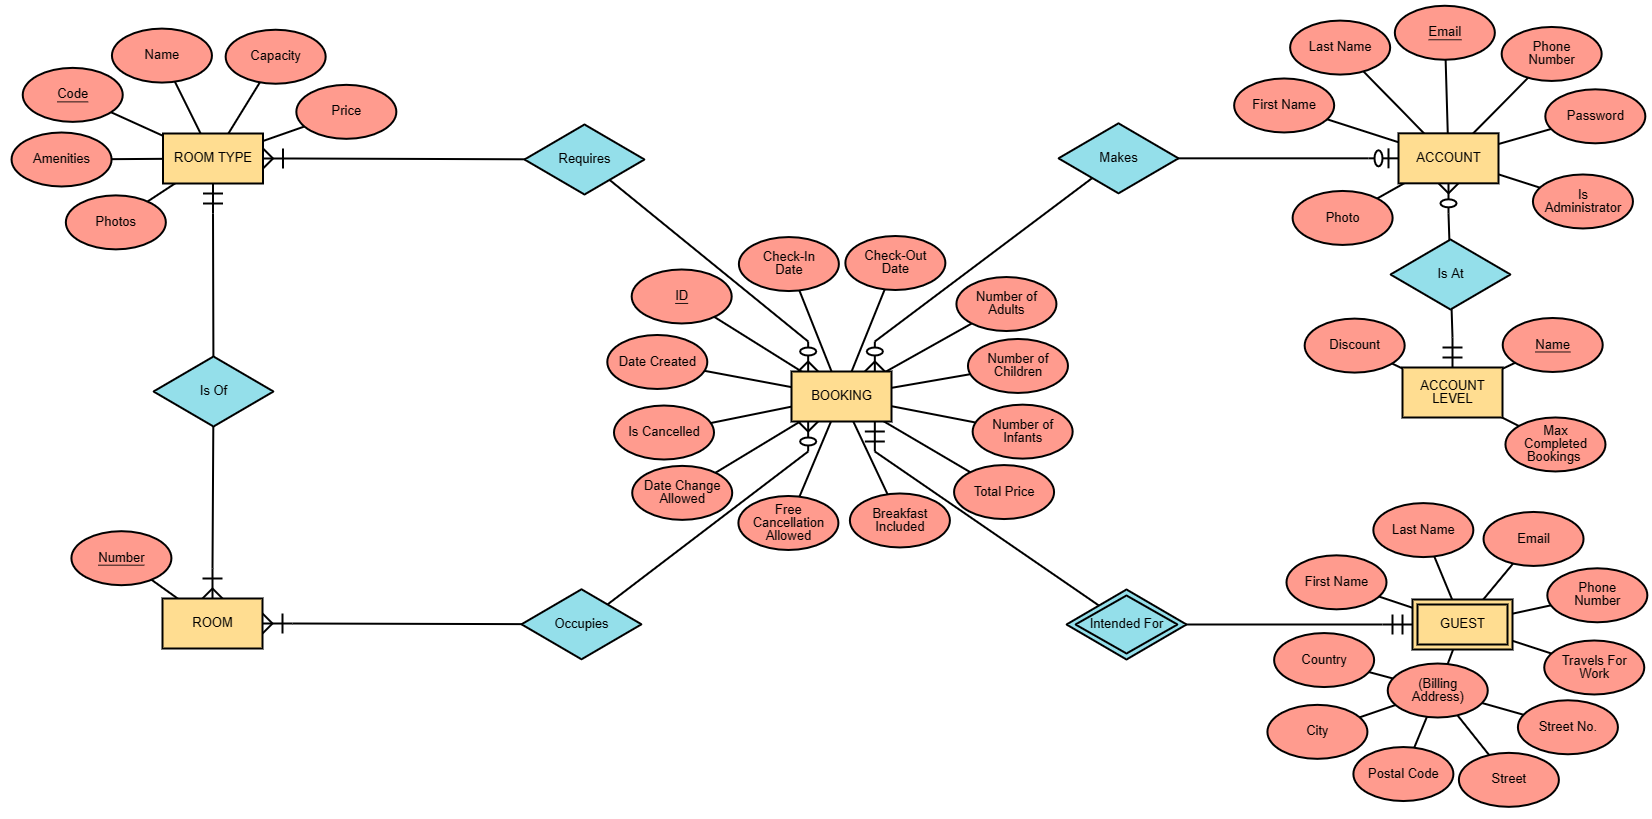 Name
Capacity
Code
Price
Amenities
ROOM TYPE
Photos
Requires
Is Of
Number
ROOM
Occupies
Check-In
Date
Check-Out
Date
ID
Number of
Adults
Date Created
Number of
Children
BOOKING
Is Cancelled
Number of
Infants
Date Change
Allowed
Total Price
Free
Cancellation
Allowed
Breakfast
Included
Makes
Email
Last Name
Phone
Number
First Name
Password
ACCOUNT
Is
Administrator
Photo
Is At
Discount
Name
ACCOUNT
LEVEL
Max
Completed
Bookings
Intended For
Last Name
Email
First Name
Phone
Number
GUEST
Country
Travels For
Work
(Billing
Address)
City
Street No.
Postal Code
Street